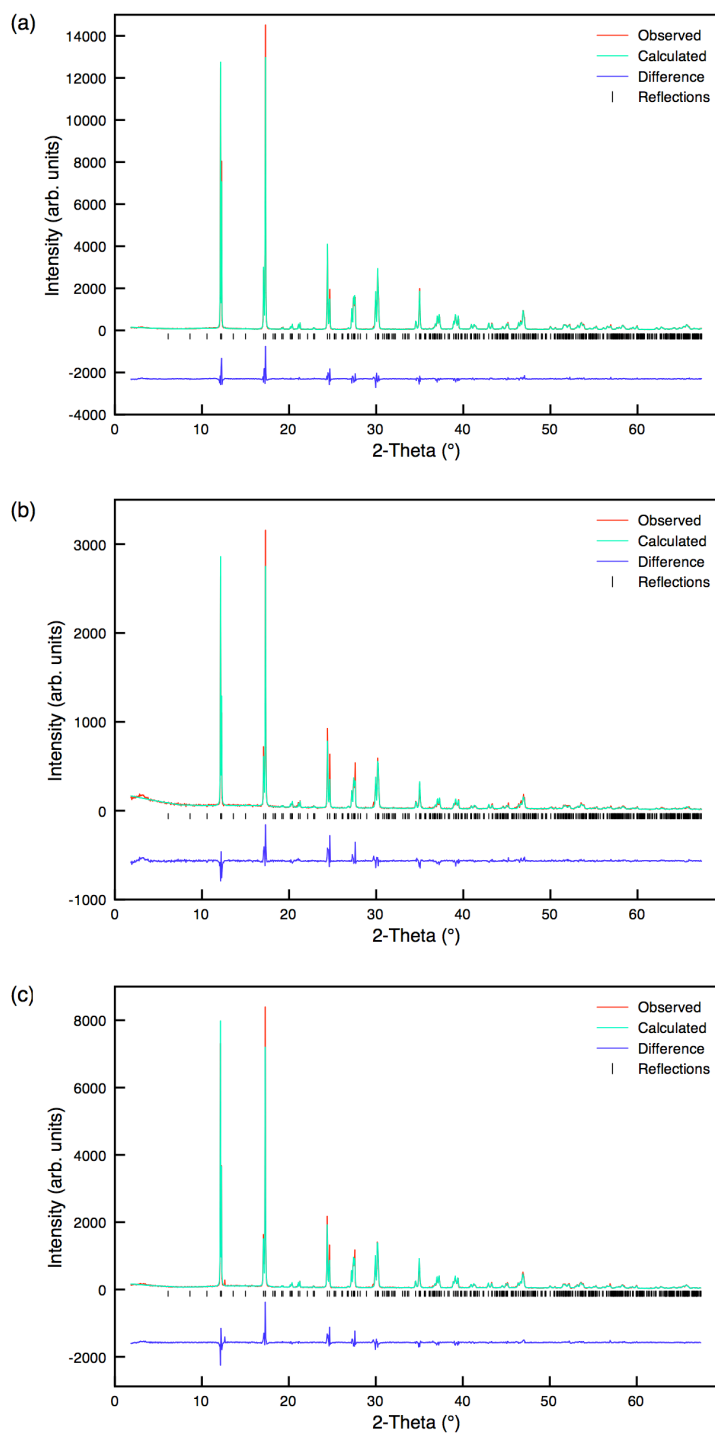 (a)
Observed
Calculated
Difference
Reflections
Intensity (arb. units)
14000
12000
10000
8000
6000
4000
2000
0
-2000
-4000
0 10 20 30 40 50 60
2-Theta (°)
(b)
Observed
Calculated
Difference
Reflections
Intensity (arb. units)
3000
2000
1000
0
-1000
0 10 20 30 40 50 60
2-Theta (°)
(c)
Observed
Calculated
Difference
Reflections
Intensity (arb. units)
8000
6000
4000
2000
0
-2000
0 10 20 30 40 50 60
2-Theta (°)